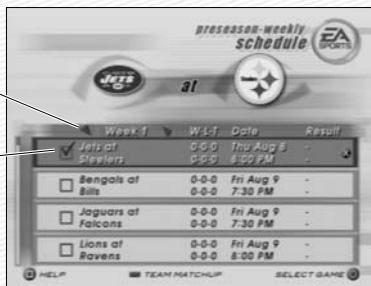 preseason-weekly
schedule
EA
SPORTS
JETS
at
Steelers
Week 1 W-L-T Date Result
Jets at 0-0-0 Thu Aug 8 -
Steelers 0-0-0 8:00 PM -
Bengals at 0-0-0 Fri Aug 9 -
Bills 0-0-0 7:30 PM -
Jaguars at 0-0-0 Fri Aug 9 -
Falcons 0-0-0 7:30 PM -
Lions at 0-0-0 Fri Aug 9 -
Ravens 0-0-0 8:00 PM -
HELP TEAM MATCHUP SELECT GAME